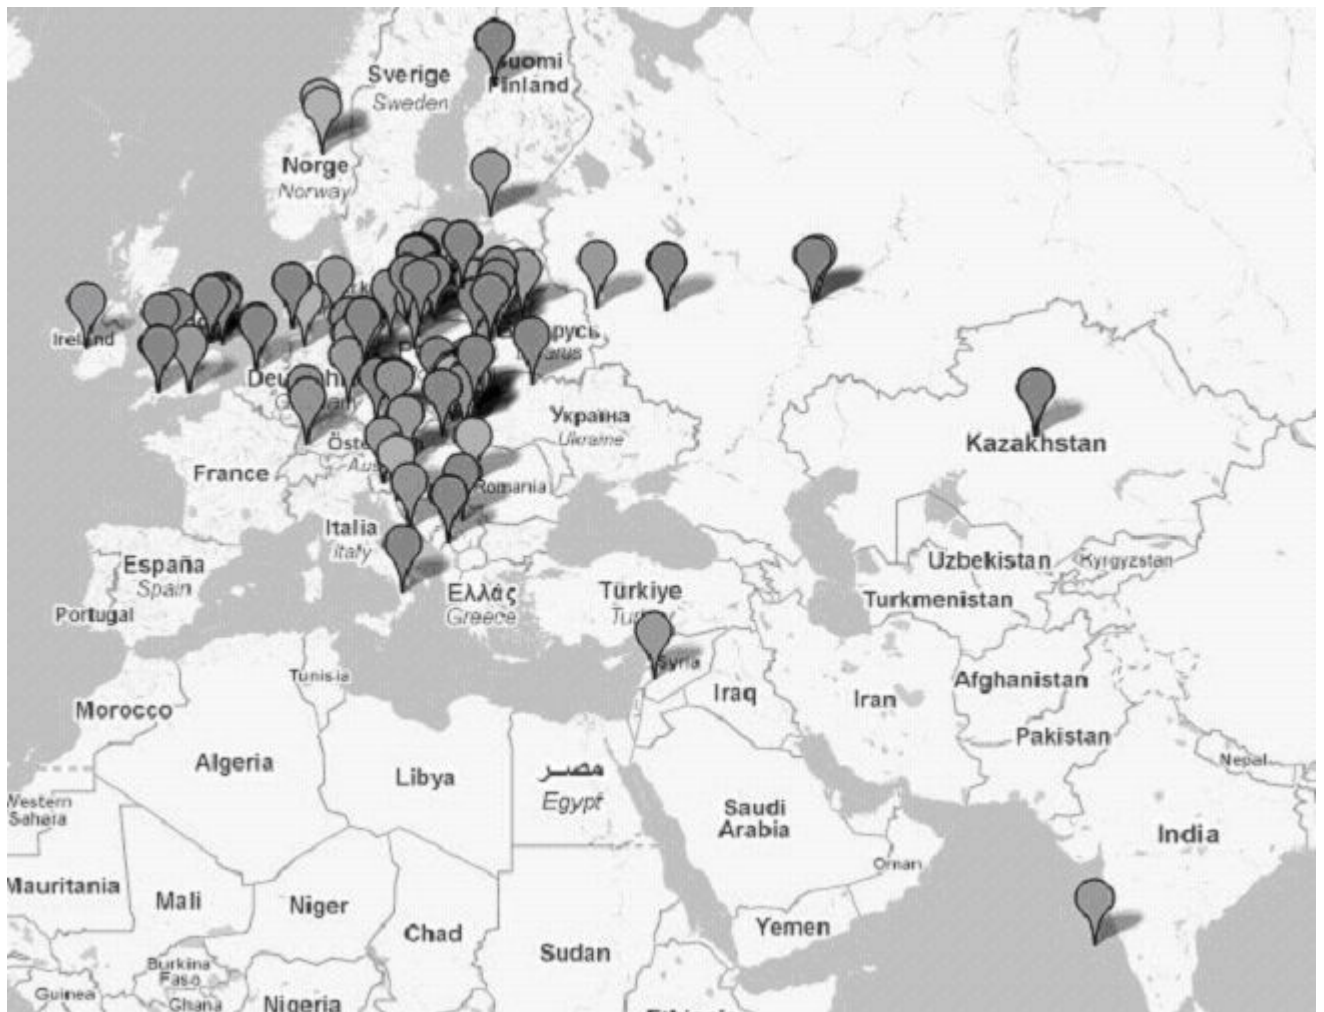 Suomi
Finland
Sverige
Sweden
Norge
Norway
Ireland
Україна
Ukraine
Kazakhstan
France
Romania
Italia
Italy
España
Spain
Portugal
Ελλάς
Greece
Türkiye
Uzbekistan
Kyrgyzstan
Turkmenistan
Syria
Tunisia
Iraq
Iran
Afghanistan
Pakistan
Morocco
Algeria
Libya
مصر
Egypt
Nepal
Saudi
Arabia
India
Western
Sahara
Oman
Mauritania
Mali
Niger
Chad
Sudan
Yemen
Burkina
Faso
Guinea
Ghana
Nigeria